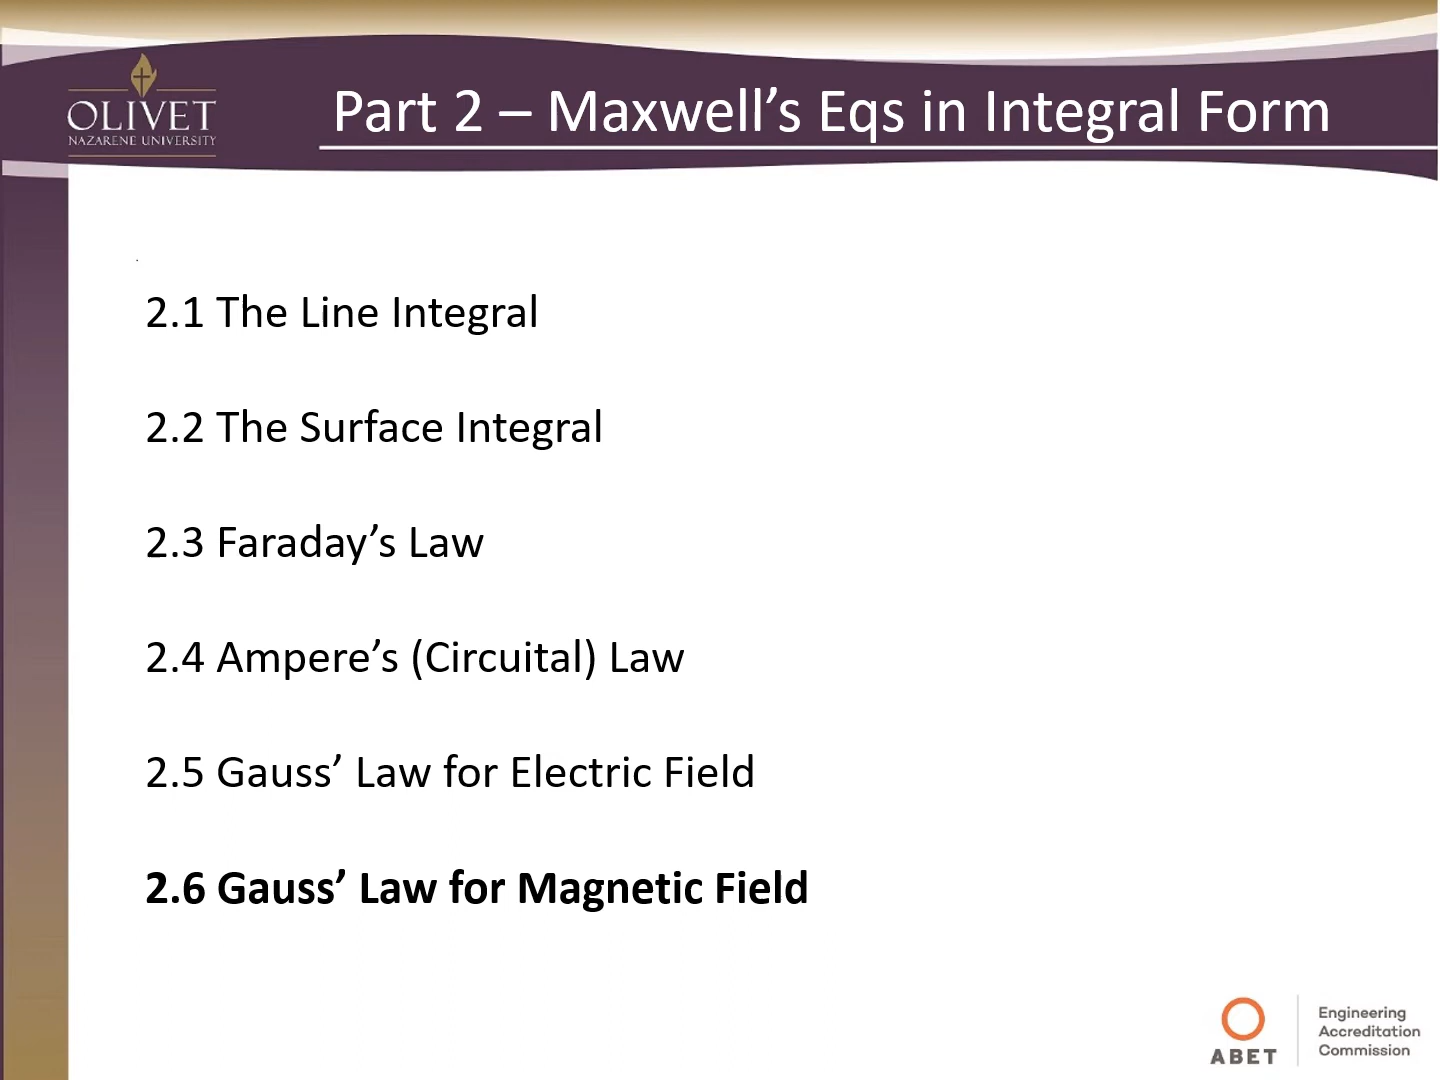 OLIVET
NAZARENE UNIVERSITY
Part 2 – Maxwell’s Eqs in Integral Form
2.1 The Line Integral
2.2 The Surface Integral
2.3 Faraday’s Law
2.4 Ampere’s (Circuital) Law
2.5 Gauss’ Law for Electric Field
2.6 Gauss’ Law for Magnetic Field
ABET
Engineering
Accreditation
Commission